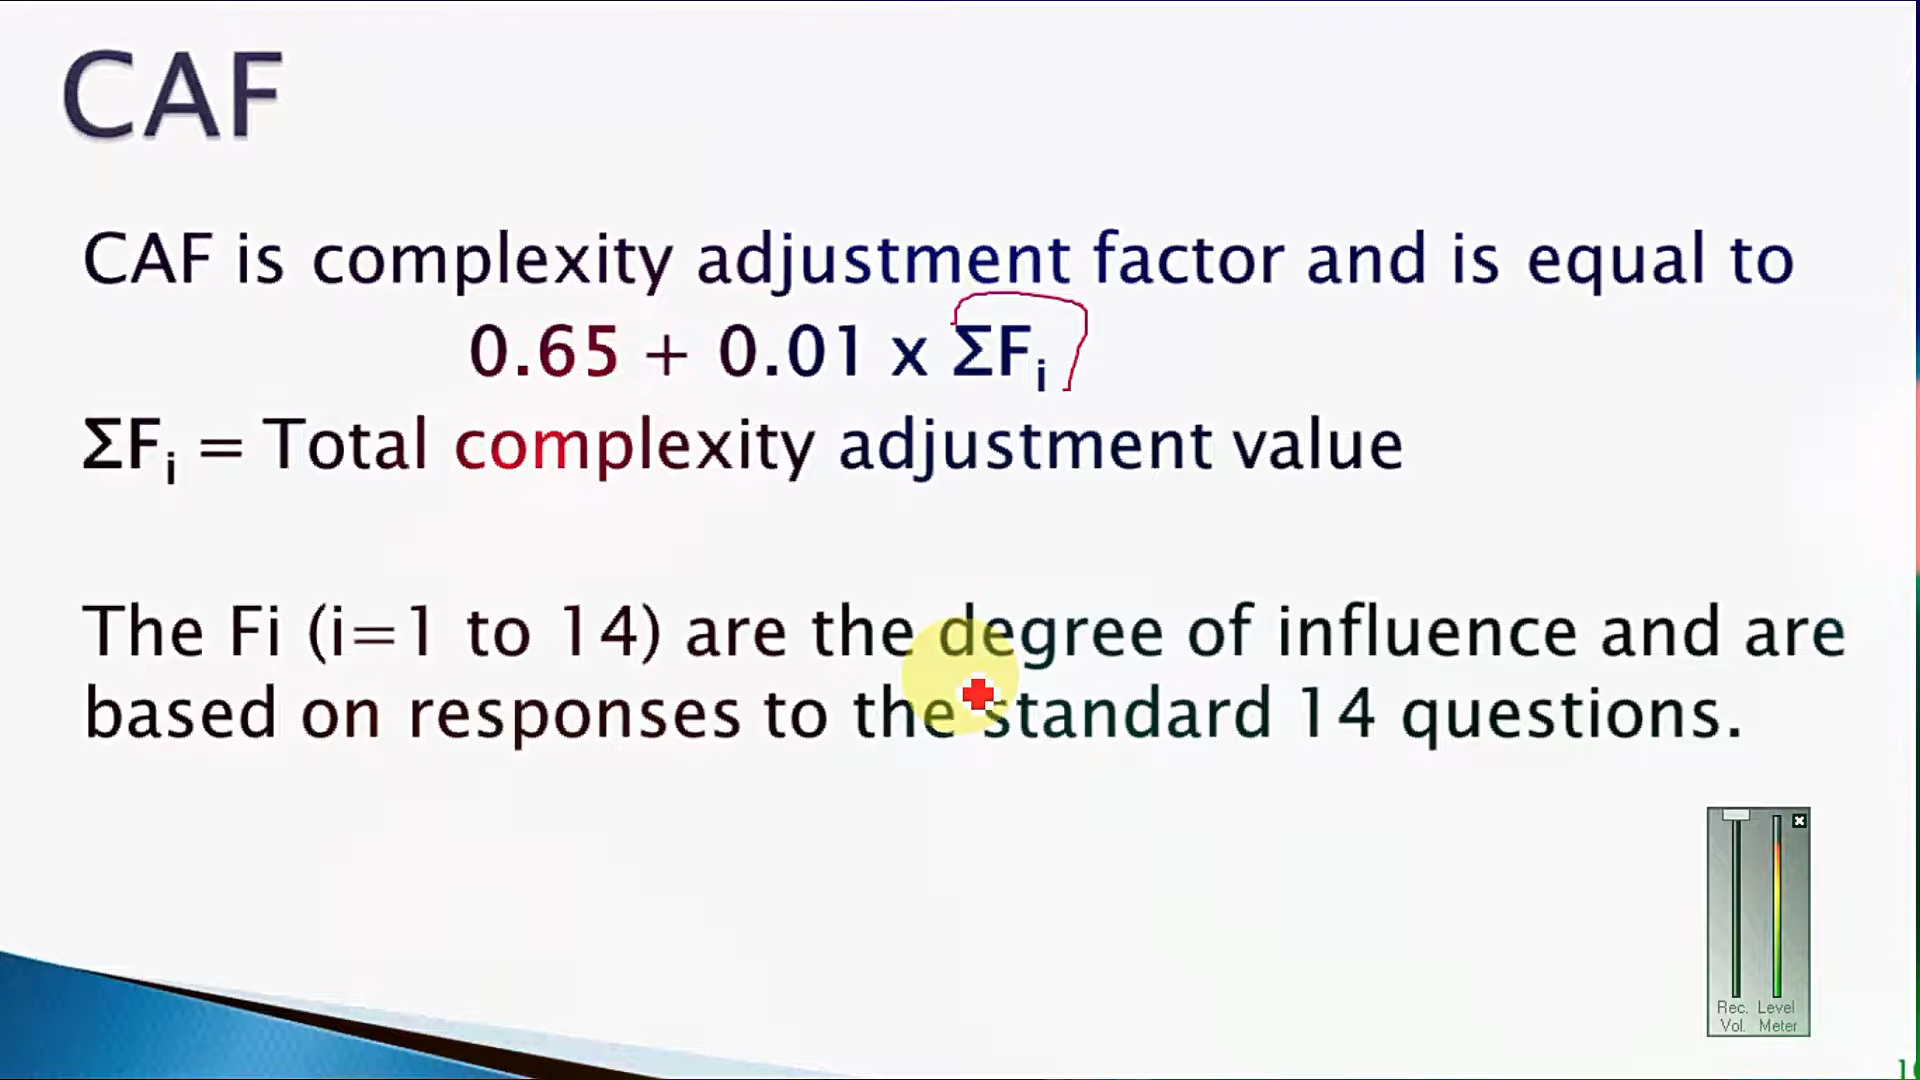 CAF
CAF is complexity adjustment factor and is equal to
0.65 + 0.01 x ΣFi
ΣFi = Total complexity adjustment value
The Fi (i=1 to 14) are the degree of influence and are
based on responses to the standard 14 questions.
Rec. Level
Vol. Meter